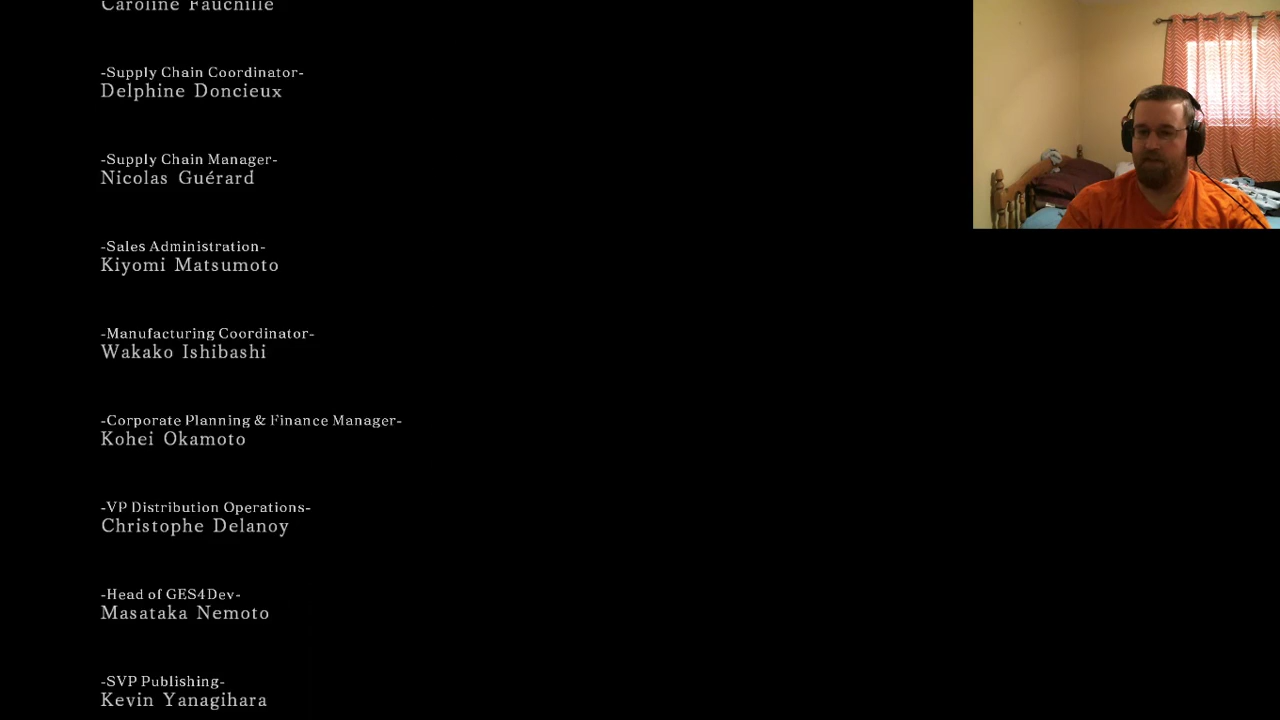 Caroline Fauchille
-Supply Chain Coordinator-
Delphine Doncieux
-Supply Chain Manager-
Nicolas Guérard
-Sales Administration-
Kiyomi Matsumoto
-Manufacturing Coordinator-
Wakako Ishibashi
-Corporate Planning & Finance Manager-
Kohei Okamoto
-VP Distribution Operations-
Christophe Delanoy
-Head of GES4Dev-
Masataka Nemoto
-SVP Publishing-
Kevin Yanagihara